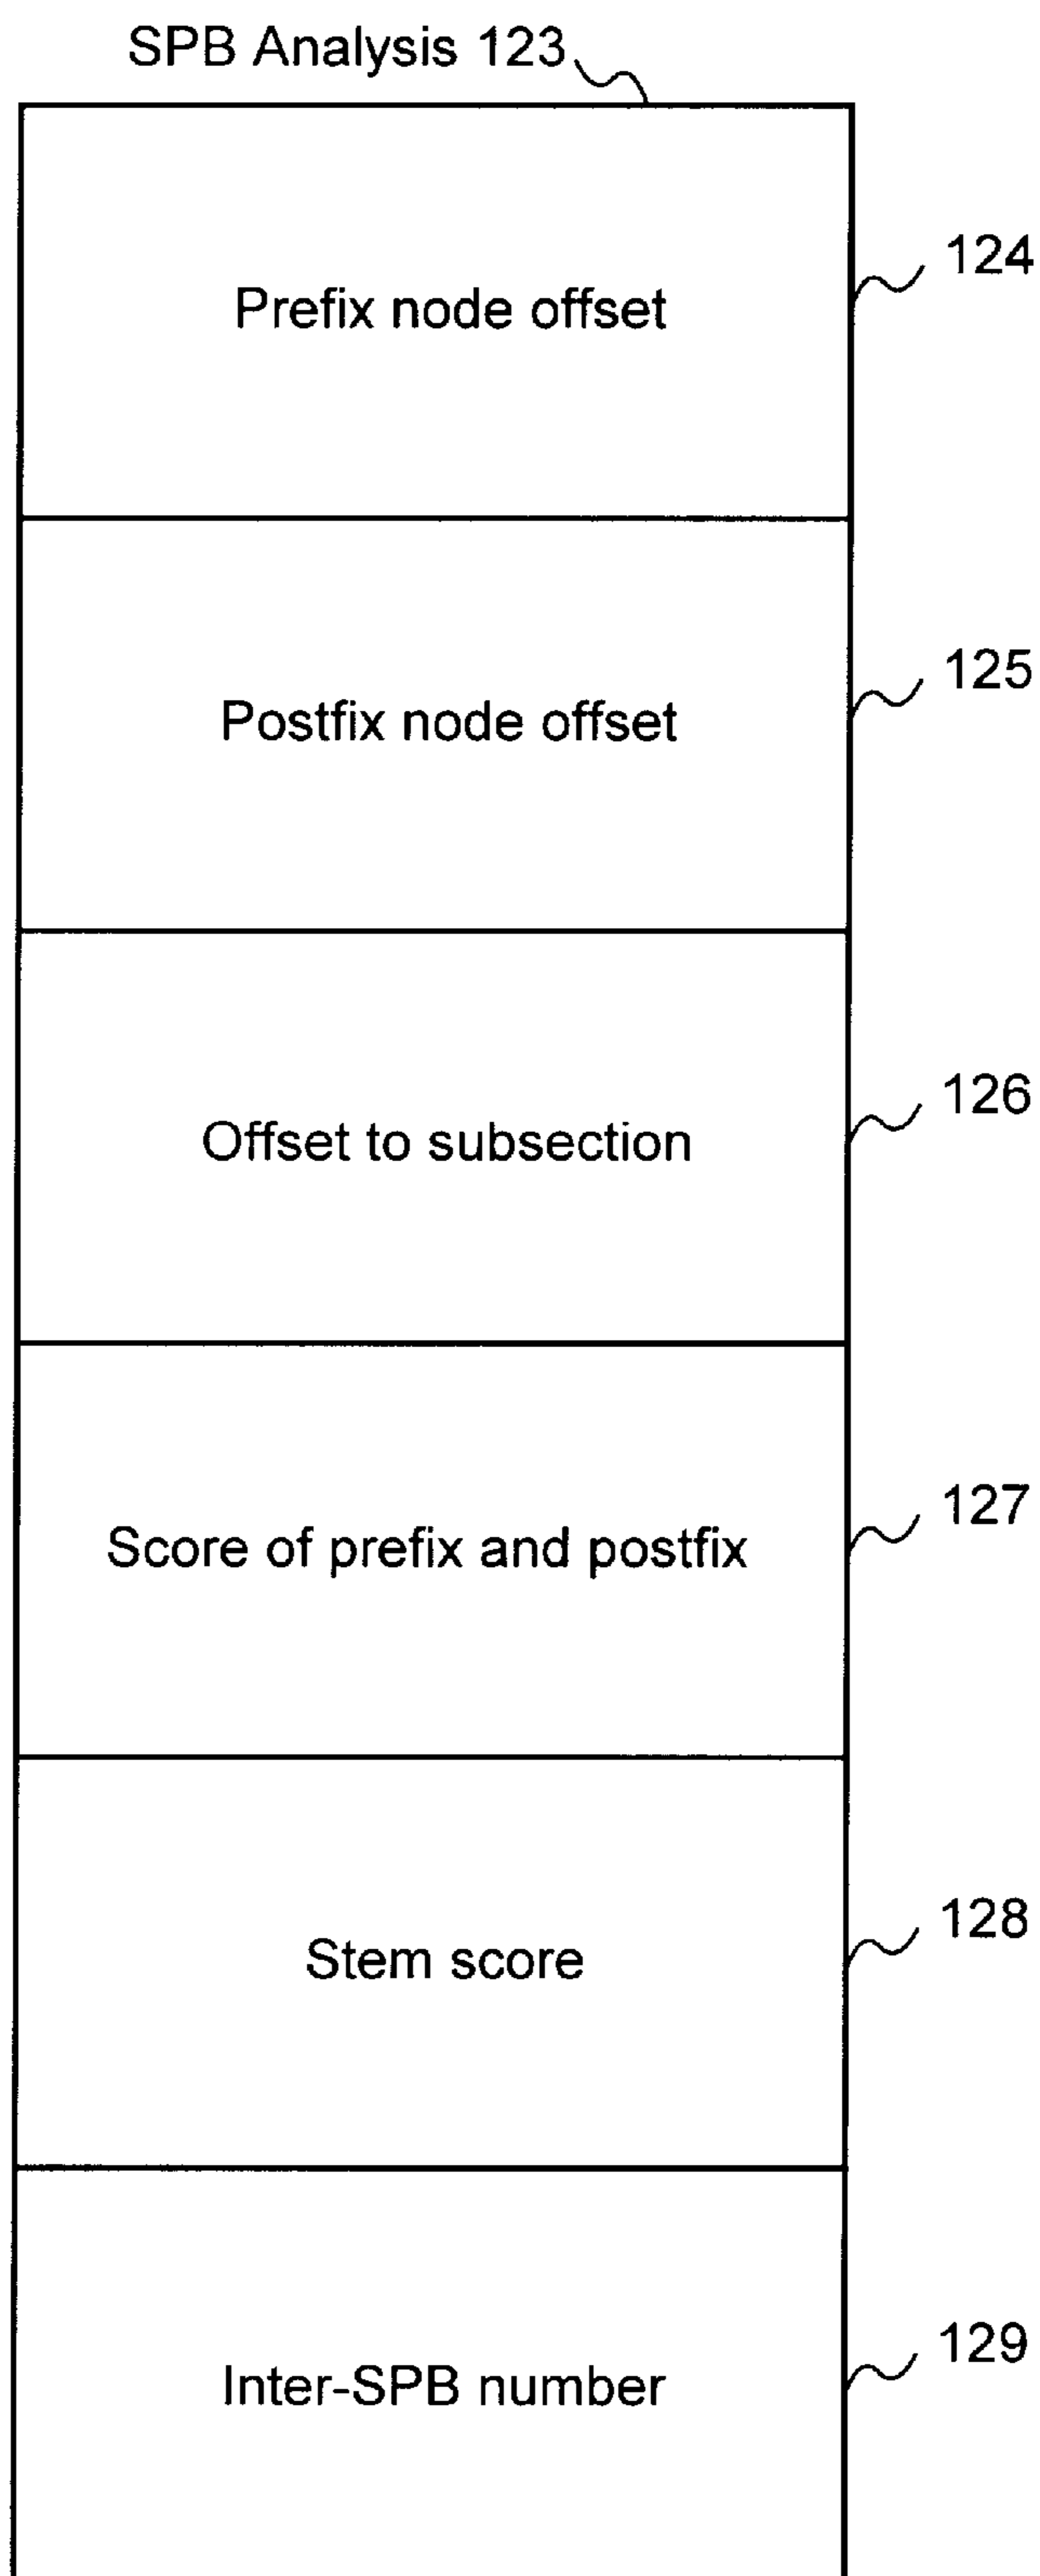 SPB Analysis 123
124
Prefix node offset
125
Postfix node offset
126
Offset to subsection
127
Score of prefix and postfix
128
Stem score
129
Inter-SPB number